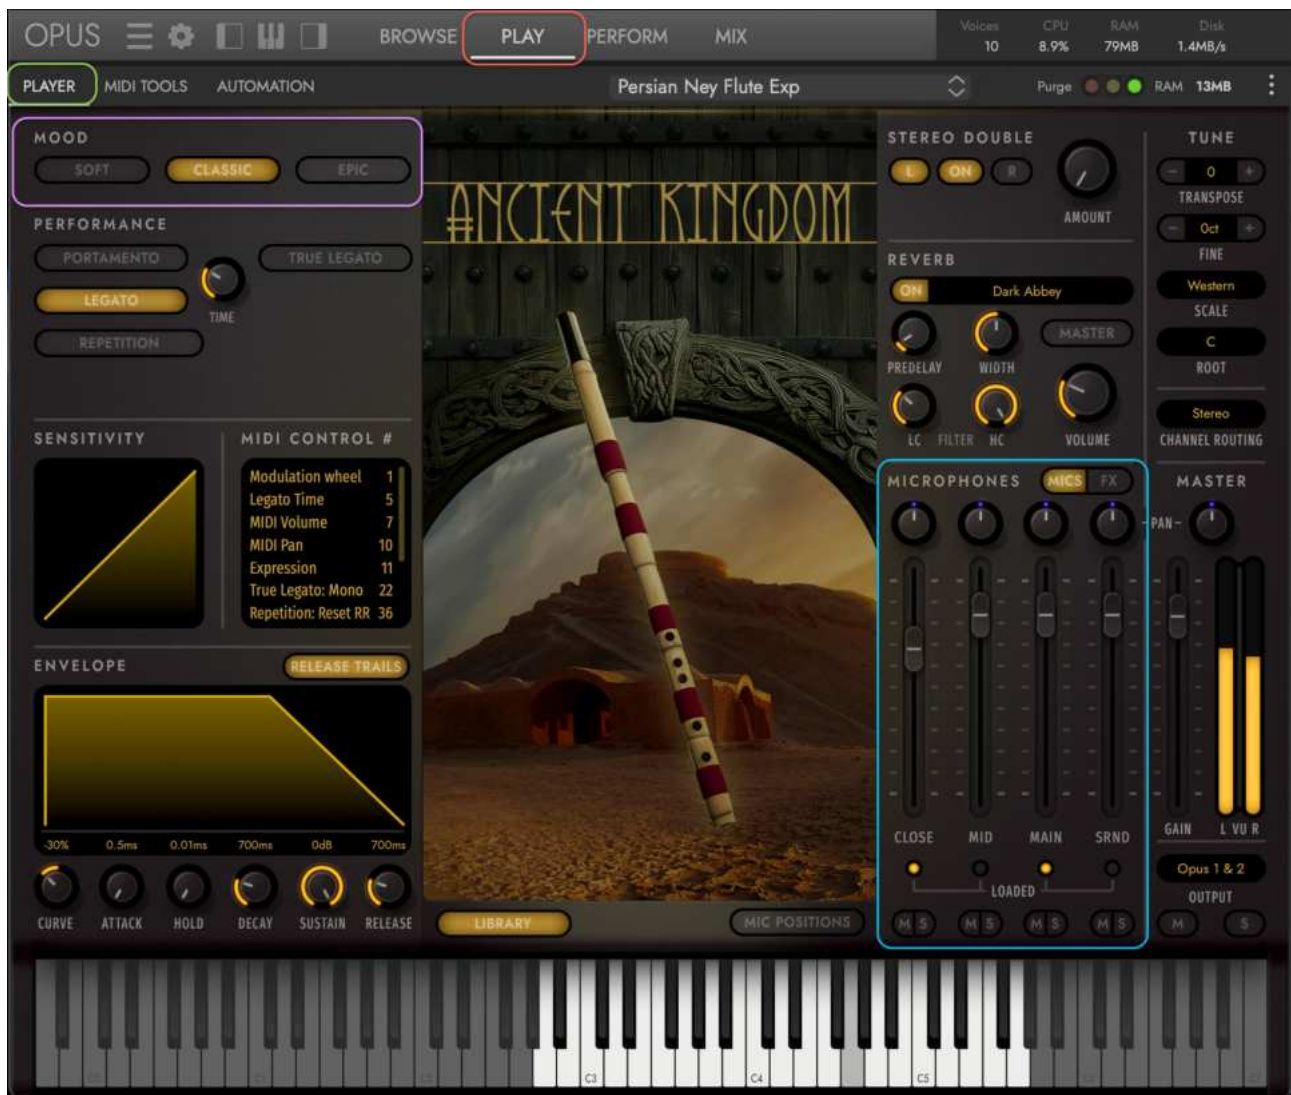 OPUS BROWSE PLAY PERFORM MIX
Voices CPU RAM Disk
10 8.9% 79MB 1.4MB/s
PLAYER MIDI TOOLS AUTOMATION Persian Ney Flute Exp Purge RAM 13MB
MOOD
SOFT CLASSIC EPIC
PERFORMANCE
PORTAMENTO TRUE LEGATO
LEGATO
TIME
REPETITION
SENSITIVITY
MIDI CONTROL #
Modulation wheel 1
Legato Time 5
MIDI Volume 7
MIDI Pan 10
Expression 11
True Legato: Mono 22
Repetition: Reset RR 36
ENVELOPE RELEASE TRAILS
-30% 0.5ms 0.01ms 700ms 0dB 700ms
CURVE ATTACK HOLD DECAY SUSTAIN RELEASE
ANCIENT KINGDOM
LIBRARY MIC POSITIONS
STEREO DOUBLE
L ON R
AMOUNT
REVERB
ON Dark Abbey
MASTER
PREDELAY WIDTH
LC FILTER HC VOLUME
MICROPHONES MICS FX
CLOSE MID MAIN SRND
LOADED
M S M S M S M S
TUNE
- 0 +
TRANSPOSE
- 0ct +
FINE
Western
SCALE
C
ROOT
Stereo
CHANNEL ROUTING
MASTER
-PAN-
GAIN L VU R
Opus 1 & 2
OUTPUT
M S
C0 C1 C2 C3 C4 C5 C6 C7